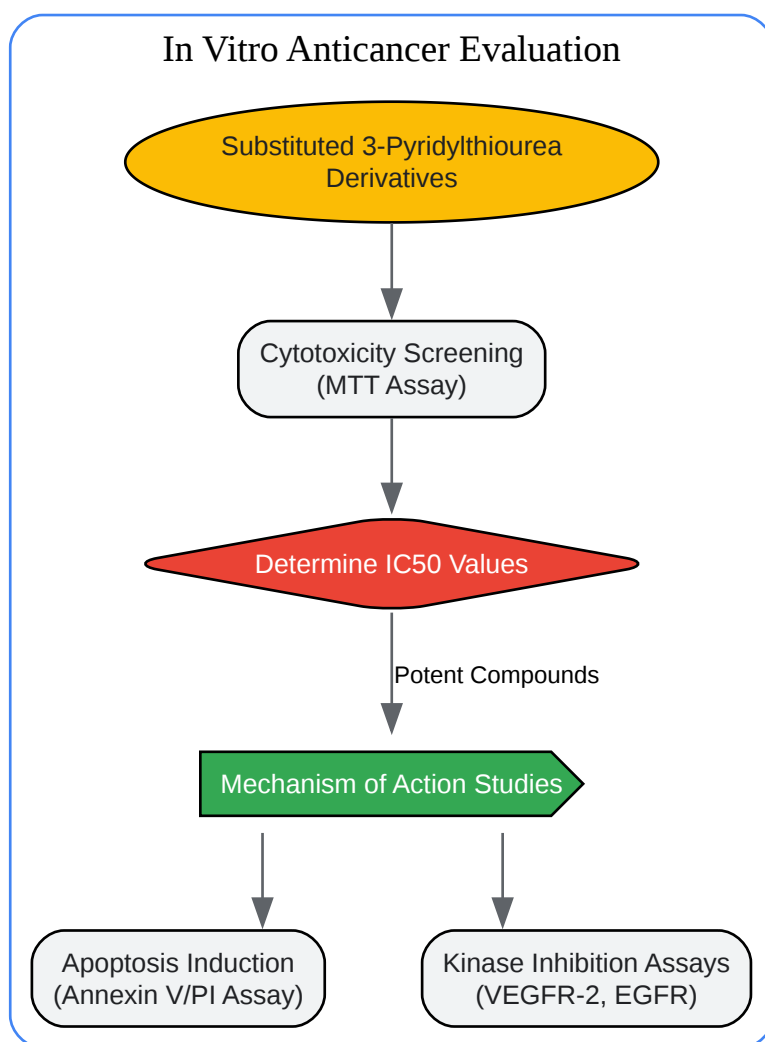 In Vitro Anticancer Evaluation
Substituted 3-Pyridylthiourea
Derivatives
Cytotoxicity Screening
(MTT Assay)
Determine IC50 Values
Potent Compounds
Mechanism of Action Studies
Apoptosis Induction
(Annexin V/PI Assay)
Kinase Inhibition Assays
(VEGFR-2, EGFR)